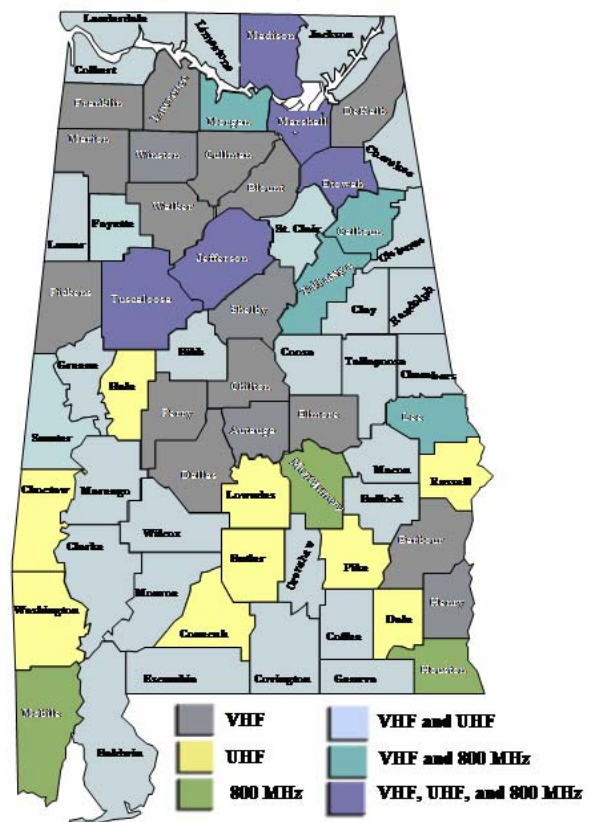 Lauderdale
Limestone
Madison
Jackson
Colbert
Franklin
Lawrence
Morgan
Marshall
DeKalb
Marion
Winston
Cullman
Cherokee
Blount
Etowah
Lamar
Fayette
Walker
St. Clair
Calhoun
Cleburne
Jefferson
Pickens
Tuscaloosa
Talladega
Shelby
Clay
Randolph
Greene
Bibb
Coosa
Tallapoosa
Chambers
Hale
Chilton
Perry
Elmore
Lee
Sumter
Autauga
Macon
Choctaw
Marengo
Dallas
Lowndes
Montgomery
Russell
Bullock
Wilcox
Clarke
Butler
Crenshaw
Pike
Barbour
Monroe
Washington
Conecuh
Coffee
Dale
Henry
Escambia
Covington
Geneva
Houston
Mobile
Baldwin
VHF
VHF and UHF
UHF
VHF and 800 MHz
800 MHz
VHF, UHF, and 800 MHz